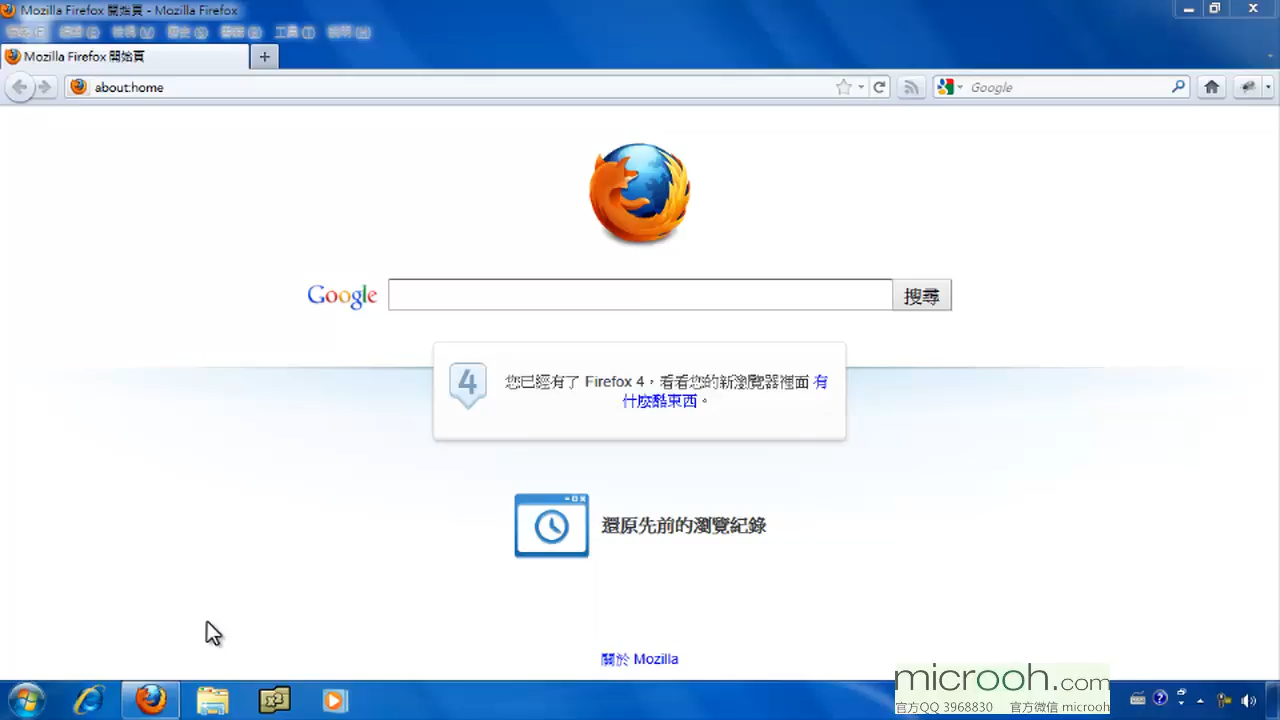 Mozilla Firefox 開始頁 - Mozilla Firefox
工具(T)
Mozilla Firefox 開始頁
about:home
Google
Google
搜尋
4
您已經有了 Firefox 4，看看您的新瀏覽器裡面 有
什麼酷東西。
還原先前的瀏覽紀錄
關於 Mozilla
microoh.com
官方QQ 3968830 官方微信 microoh